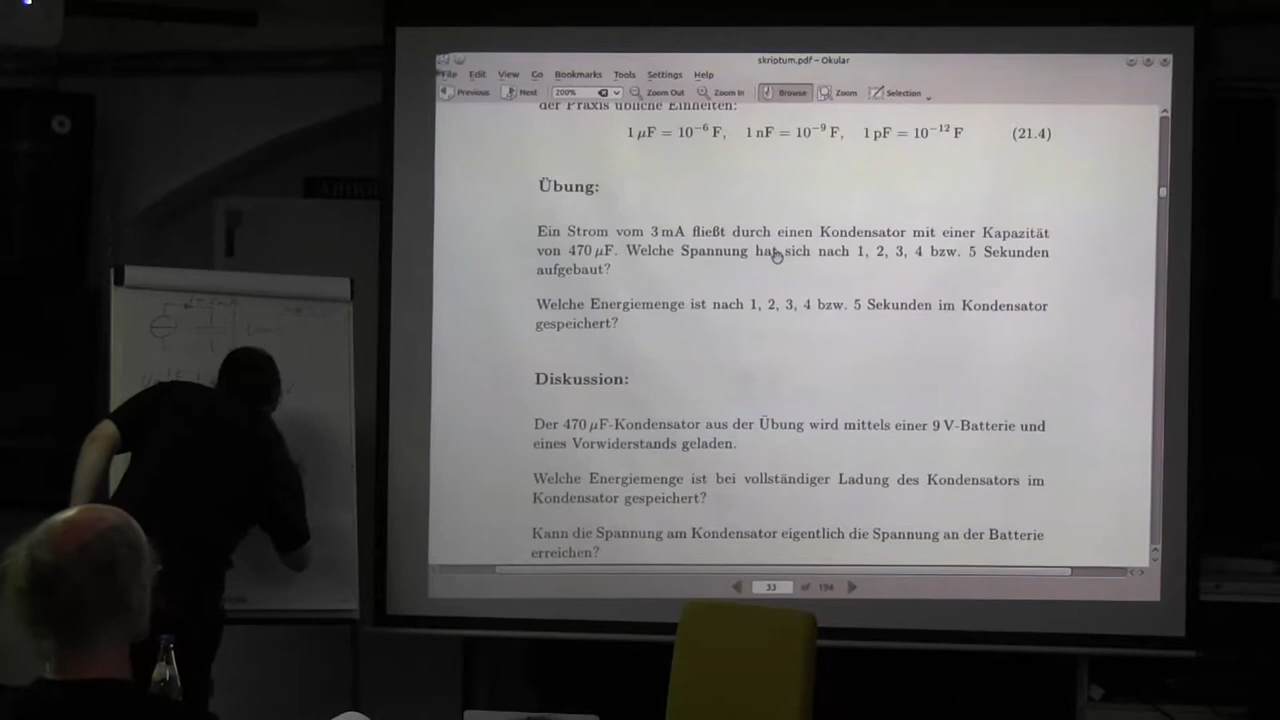 skriptum.pdf – Okular
File Edit View Go Bookmarks Tools Settings Help
Previous Next 200% Zoom Out Zoom In Browse Zoom Selection
der Praxis übliche Einheiten:
1 µF = 10⁻⁶ F, 1 nF = 10⁻⁹ F, 1 pF = 10⁻¹² F (21.4)
Übung:
Ein Strom vom 3 mA fließt durch einen Kondensator mit einer Kapazität
von 470 µF. Welche Spannung hat sich nach 1, 2, 3, 4 bzw. 5 Sekunden
aufgebaut?
Welche Energiemenge ist nach 1, 2, 3, 4 bzw. 5 Sekunden im Kondensator
gespeichert?
Diskussion:
Der 470 µF-Kondensator aus der Übung wird mittels einer 9 V-Batterie und
eines Vorwiderstands geladen.
Welche Energiemenge ist bei vollständiger Ladung des Kondensators im
Kondensator gespeichert?
Kann die Spannung am Kondensator eigentlich die Spannung an der Batterie
erreichen?
33 of 194